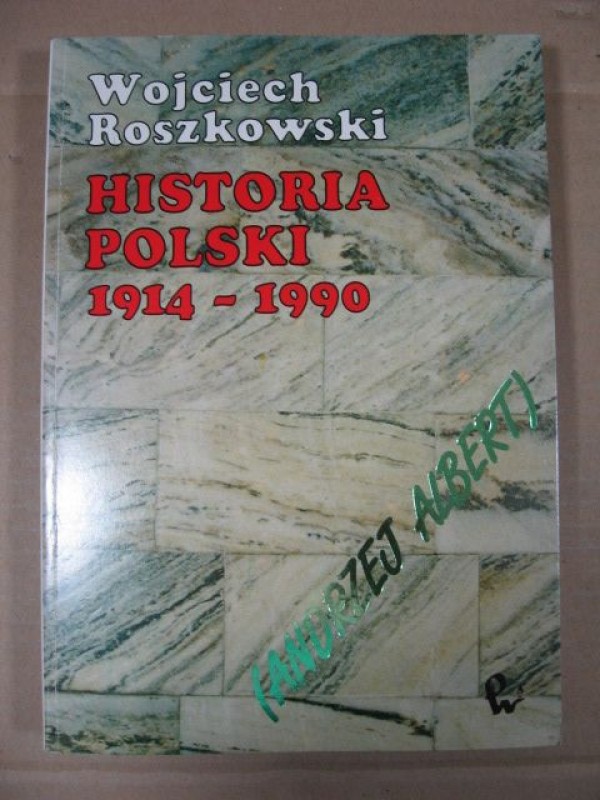 Wojciech
Roszkowski
HISTORIA
POLSKI
1914 - 1990
(ANDRZEJ ALBERT)